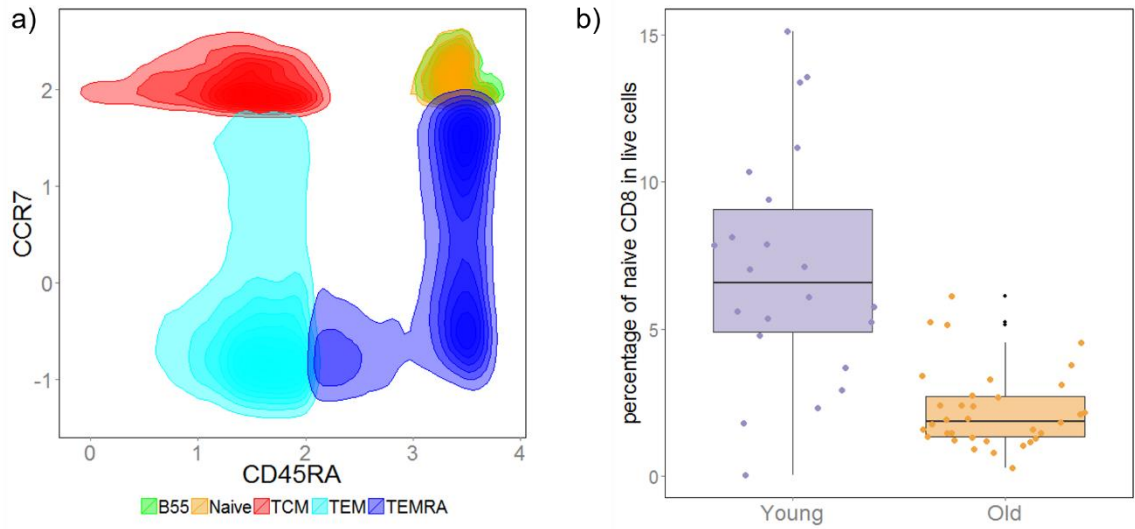 a)
CCR7
2
1
0
-1
0 1 2 3 4
CD45RA
B55 Naive TCM TEM TEMRA
b)
percentage of naive CD8 in live cells
15
10
5
0
Young Old